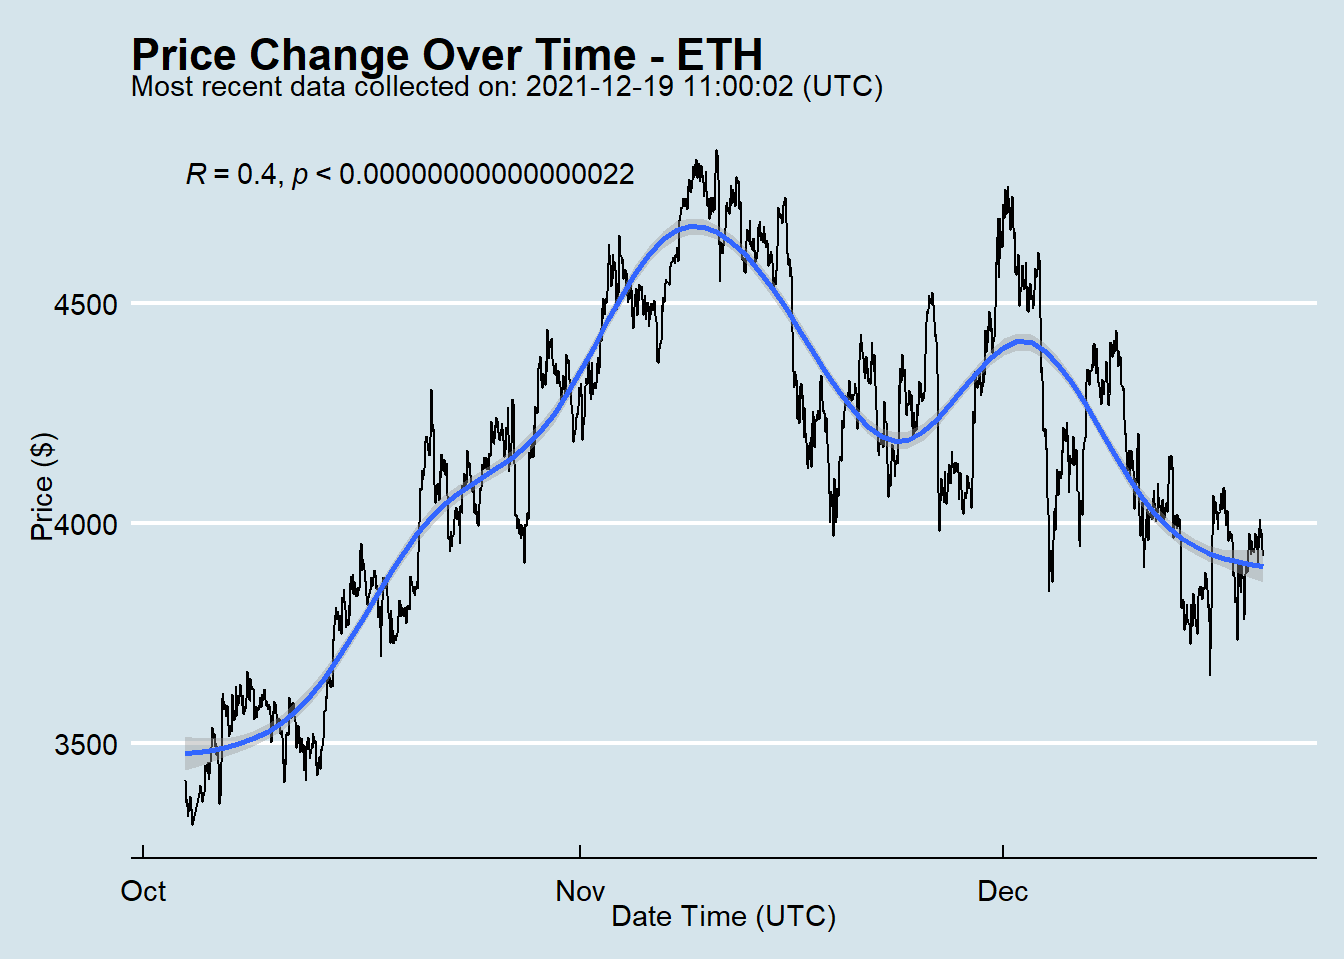 Price Change Over Time - ETH
Most recent data collected on: 2021-12-19 11:00:02 (UTC)
R = 0.4, p < 0.00000000000000022
4500
4000
3500
Price ($)
Oct
Nov
Dec
Date Time (UTC)